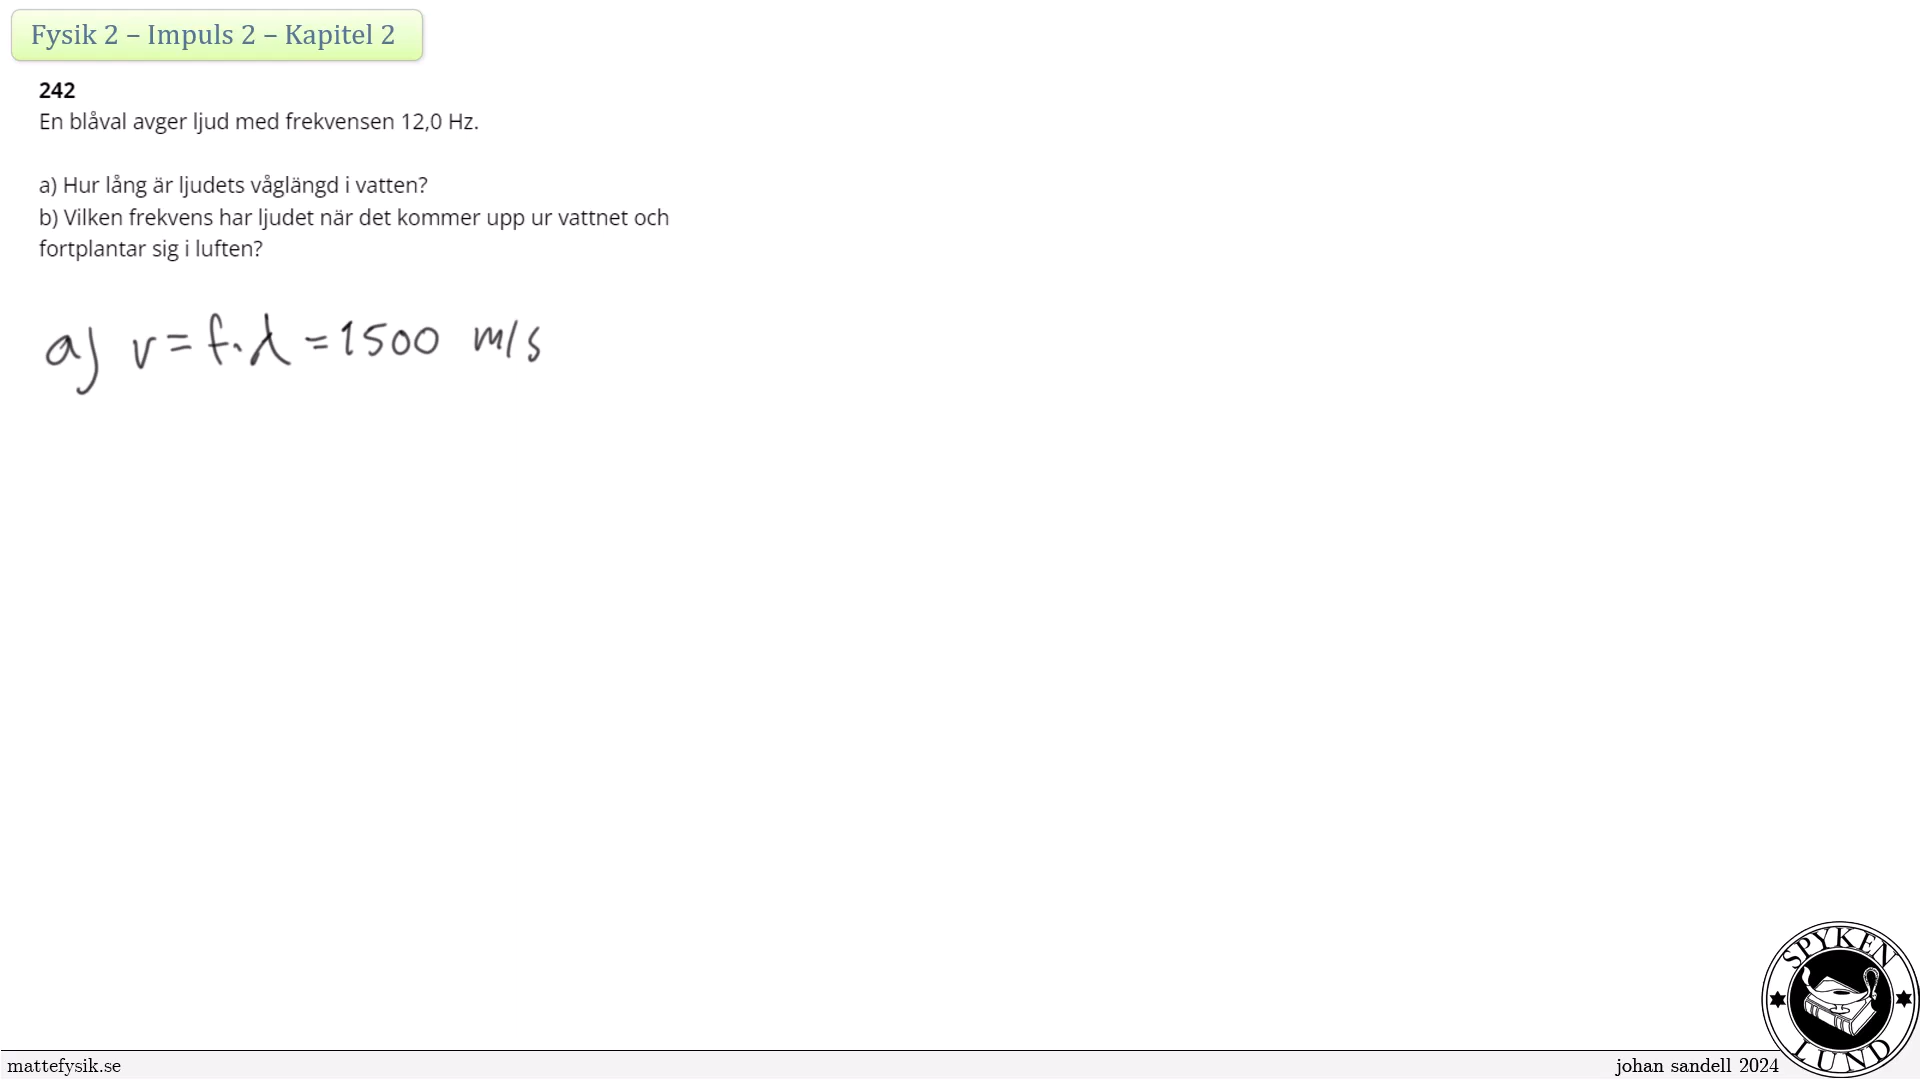 Fysik 2 – Impuls 2 – Kapitel 2
242
En blåval avger ljud med frekvensen 12,0 Hz.
a) Hur lång är ljudets våglängd i vatten?
b) Vilken frekvens har ljudet när det kommer upp ur vattnet och
fortplantar sig i luften?
a) v = f · λ = 1500 m/s
SPYKEN
LUND
mattefysik.se
johan sandell 2024